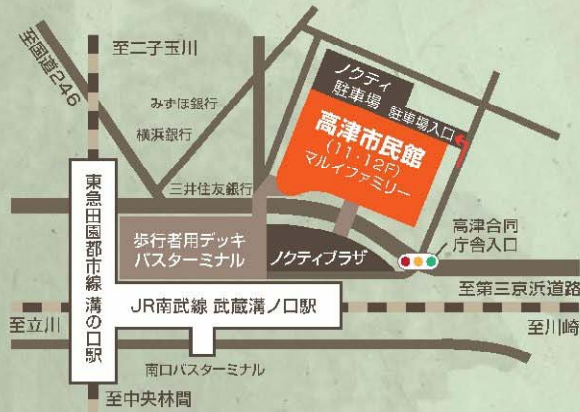 至国道246
至二子玉川
みずほ銀行
横浜銀行
三井住友銀行
ノクティ
駐車場
駐車場入口
高津市民館
(11・12F)
マルイファミリー
高津合同
庁舎入口
東急田園都市線 溝の口駅
歩行者用デッキ
バスターミナル
ノクティプラザ
至第三京浜道路
JR南武線 武蔵溝ノ口駅
至立川
至川崎
南口バスターミナル
至中央林間